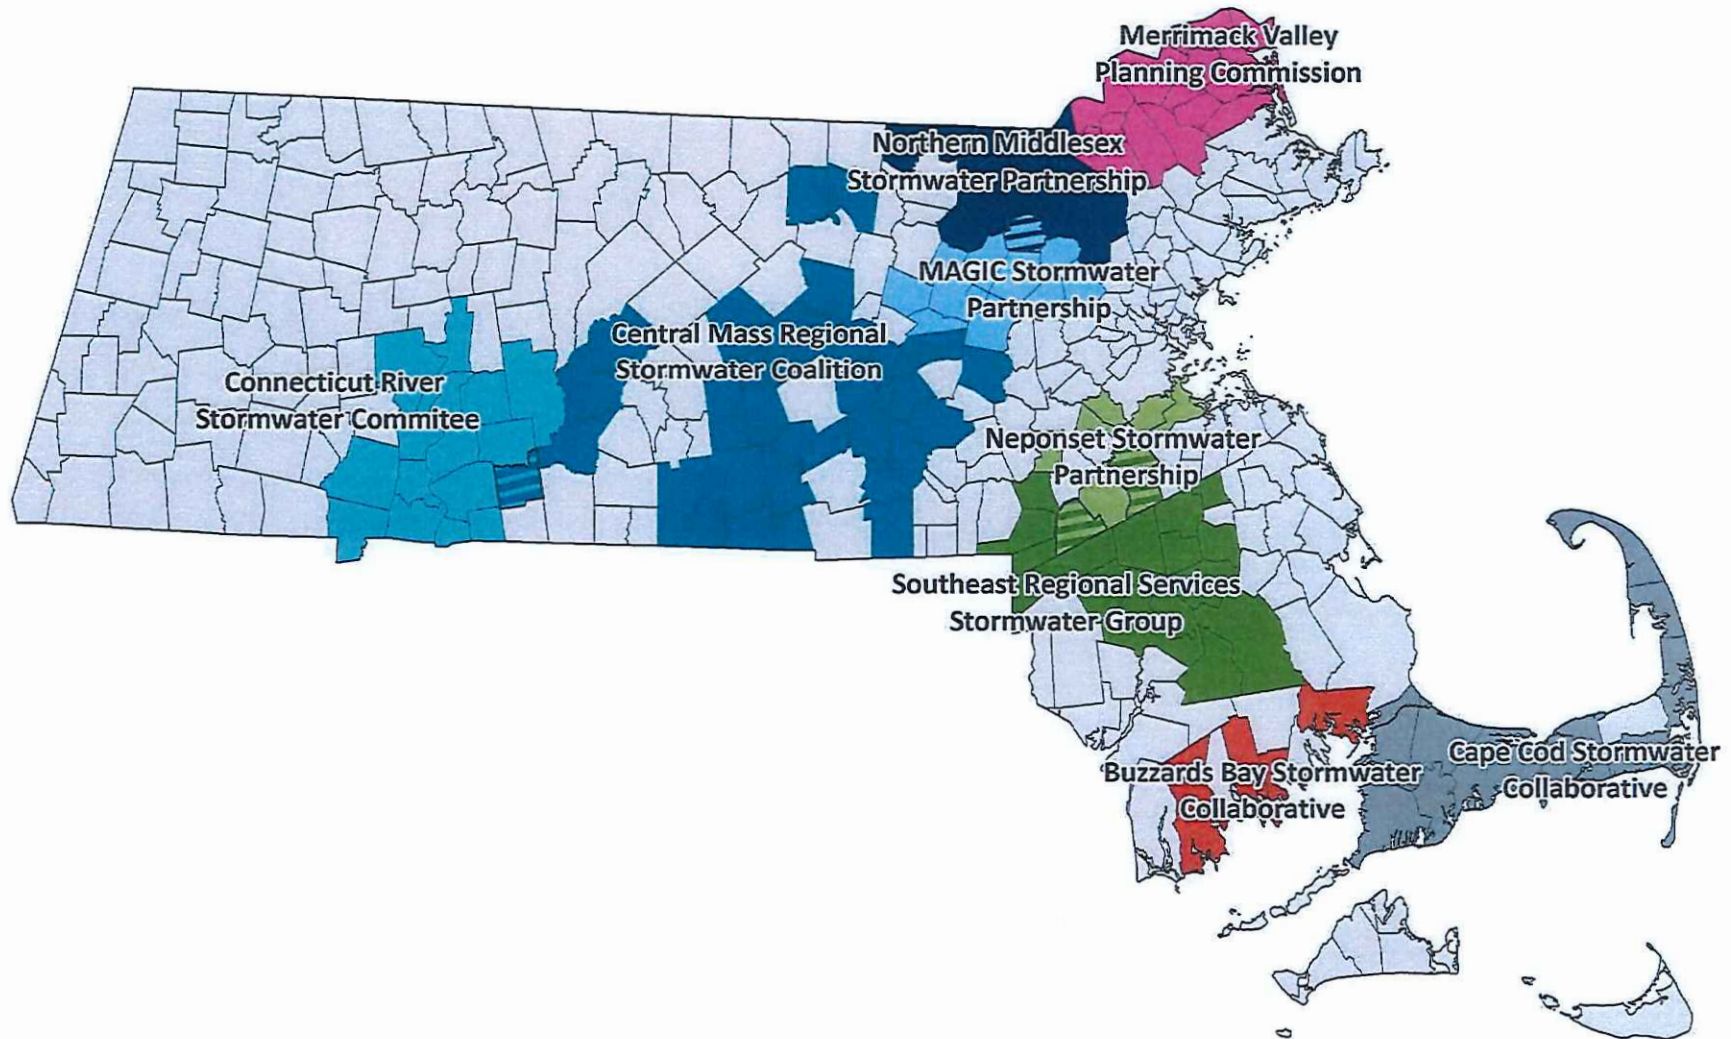 Merrimack Valley
Planning Commission
Northern Middlesex
Stormwater Partnership
MAGIC Stormwater
Partnership
Central Mass Regional
Stormwater Coalition
Connecticut River
Stormwater Commitee
Neponset Stormwater
Partnership
Southeast Regional Services
Stormwater Group
Buzzards Bay Stormwater
Collaborative
Cape Cod Stormwater
Collaborative